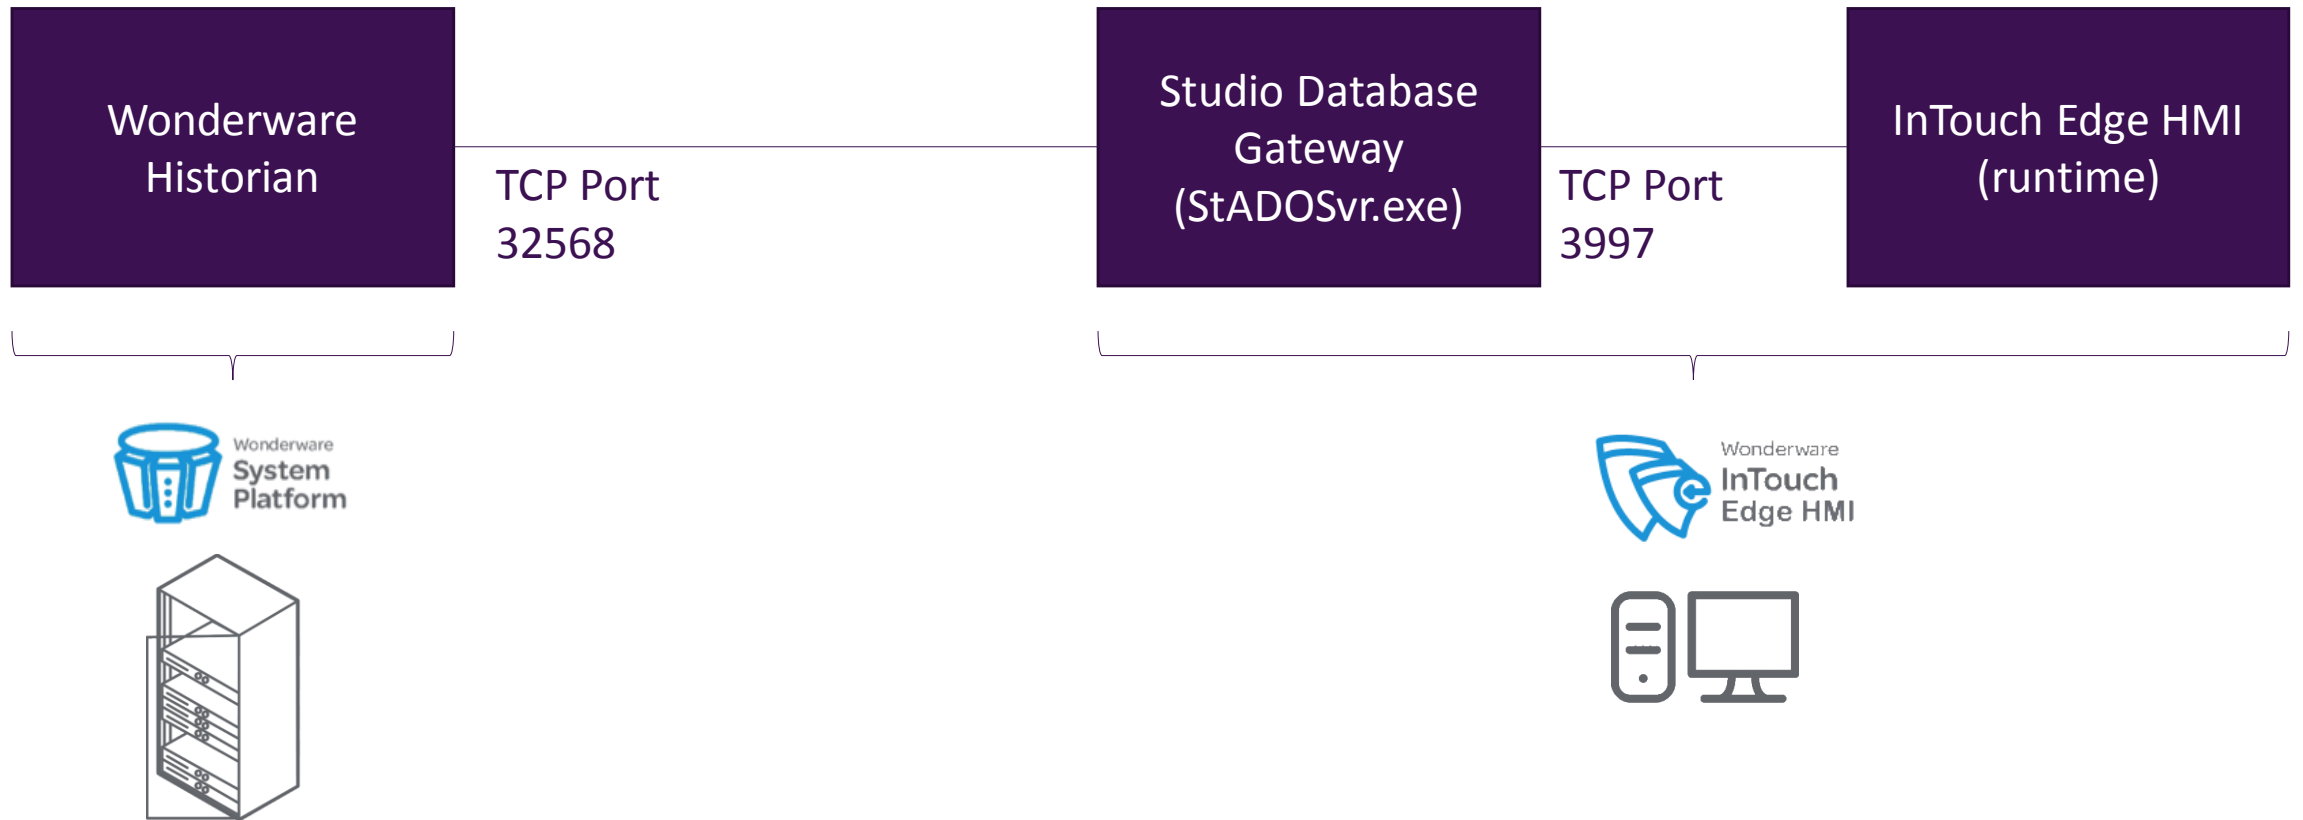 Wonderware
Historian
TCP Port
32568
Studio Database
Gateway
(StADOSvr.exe)
TCP Port
3997
InTouch Edge HMI
(runtime)
Wonderware
System
Platform
Wonderware
InTouch
Edge HMI